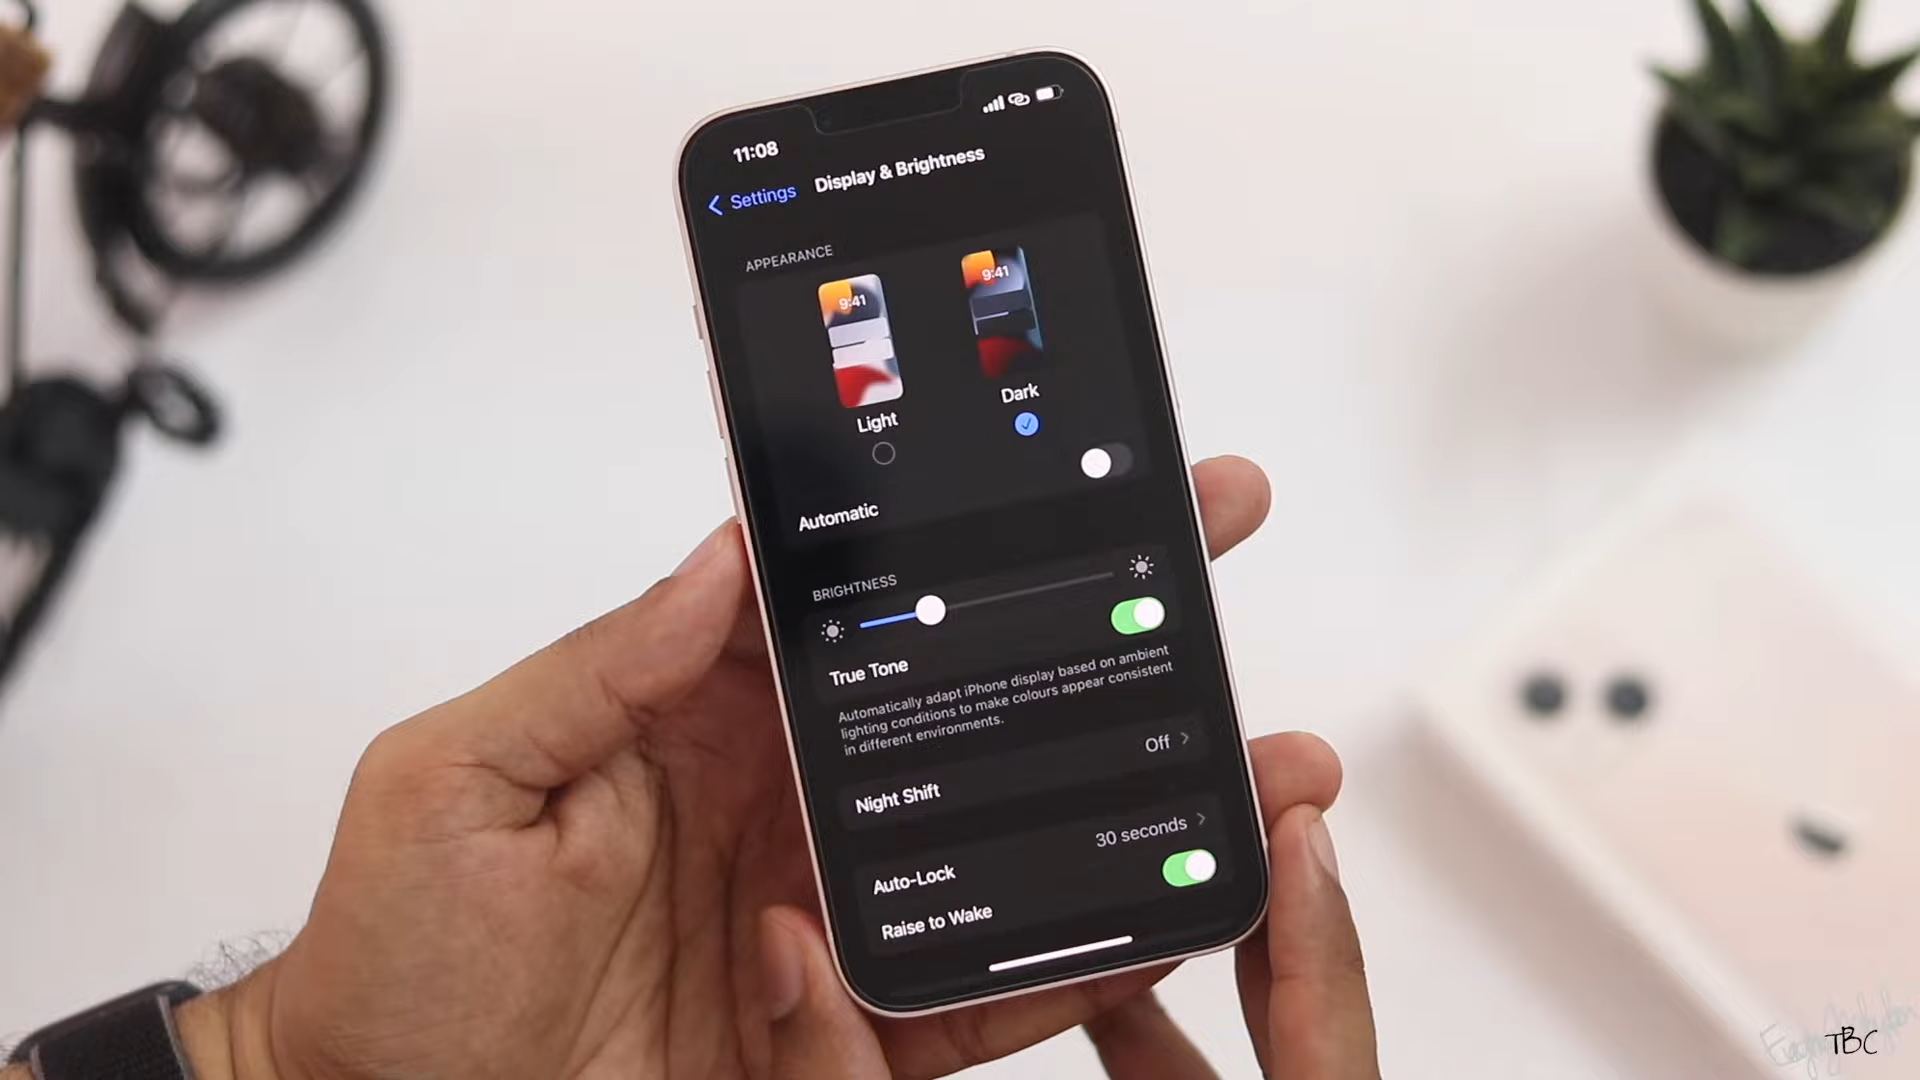 11:08
Settings
Display & Brightness
APPEARANCE
9:41
9:41
Light
Dark
Automatic
BRIGHTNESS
True Tone
Automatically adapt iPhone display based on ambient
lighting conditions to make colours appear consistent
in different environments.
Night Shift
Off
Auto-Lock
30 seconds
Raise to Wake
TBC